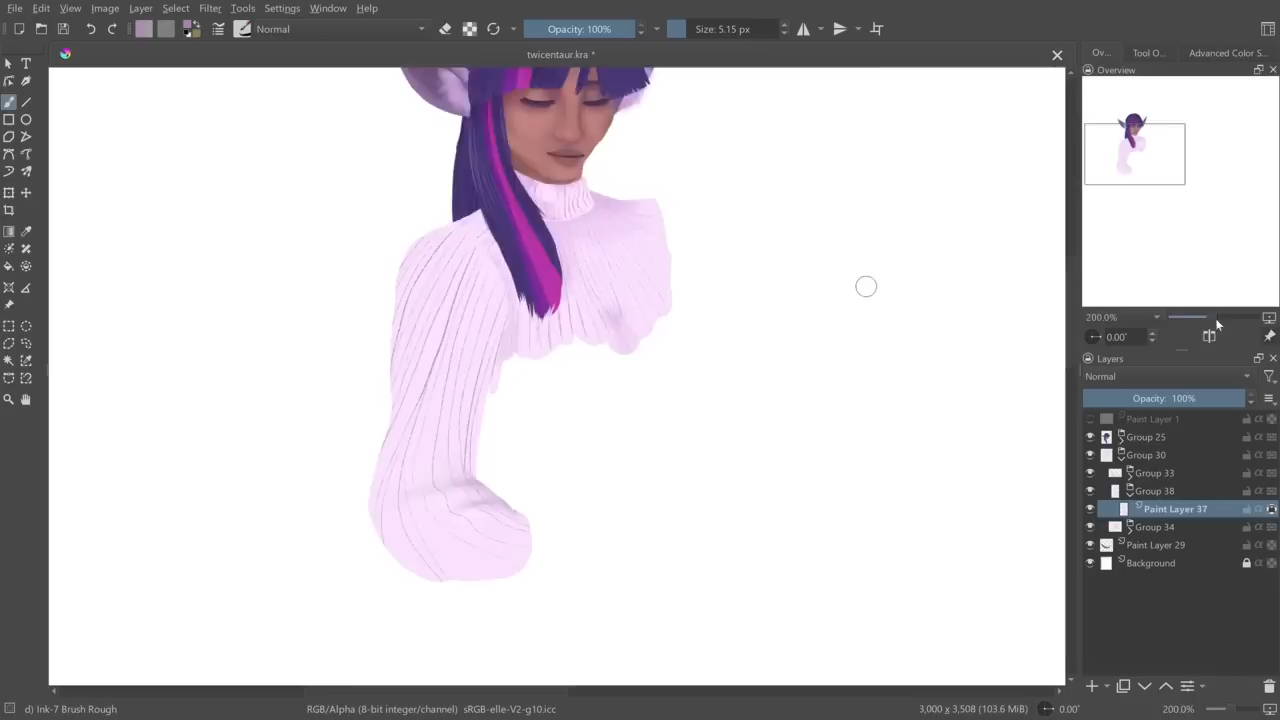 File Edit View Image Layer Select Filter Tools Settings Window Help
Normal Opacity: 100% Size: 5.15 px
twicentaur.kra *
Ov... Tool O... Advanced Color S...
Overview
200.0%
0.00°
Layers
Normal
Opacity: 100%
Paint Layer 1
Group 25
Group 30
Group 33
Group 38
Paint Layer 37
Group 34
Paint Layer 29
Background
d) Ink-7 Brush Rough RGB/Alpha (8-bit integer/channel) sRGB-elle-V2-g10.icc 3,000 x 3,508 (103.6 MiB) 0.00° 200.0%